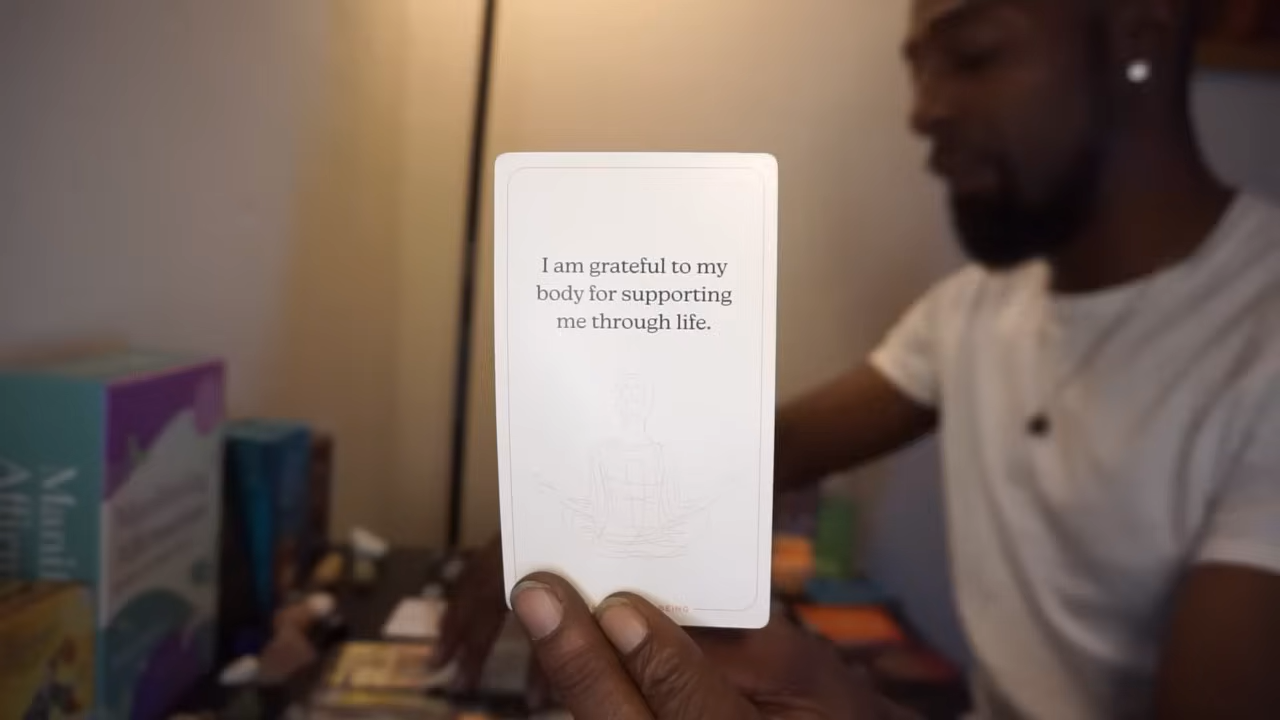 I am grateful to my
body for supporting
me through life.